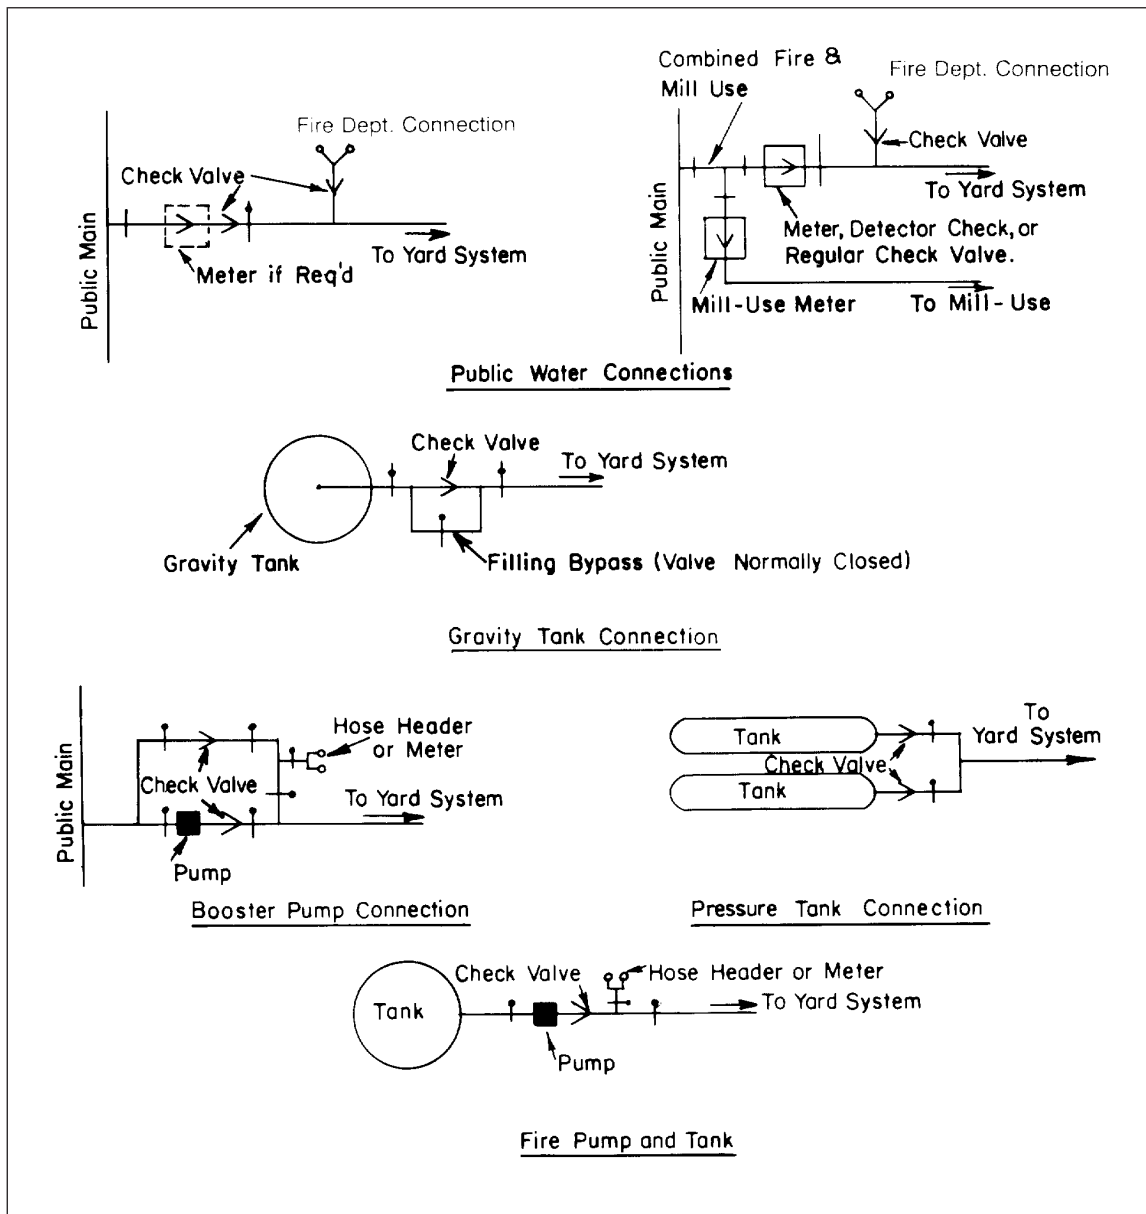 Fire Dept. Connection
Check Valve
Public Main
To Yard System
Meter if Req'd
Combined Fire &
Mill Use
Fire Dept. Connection
Check Valve
Public Main
To Yard System
Meter, Detector Check, or
Regular Check Valve.
Mill-Use Meter
To Mill-Use
Public Water Connections
Check Valve
To Yard System
Gravity Tank
Filling Bypass (Valve Normally Closed)
Gravity Tank Connection
Public Main
Hose Header
or Meter
Check Valve
To Yard System
Pump
Booster Pump Connection
Tank
To
Yard System
Check Valve
Tank
Pressure Tank Connection
Check Valve
Hose Header or Meter
Tank
To Yard System
Pump
Fire Pump and Tank